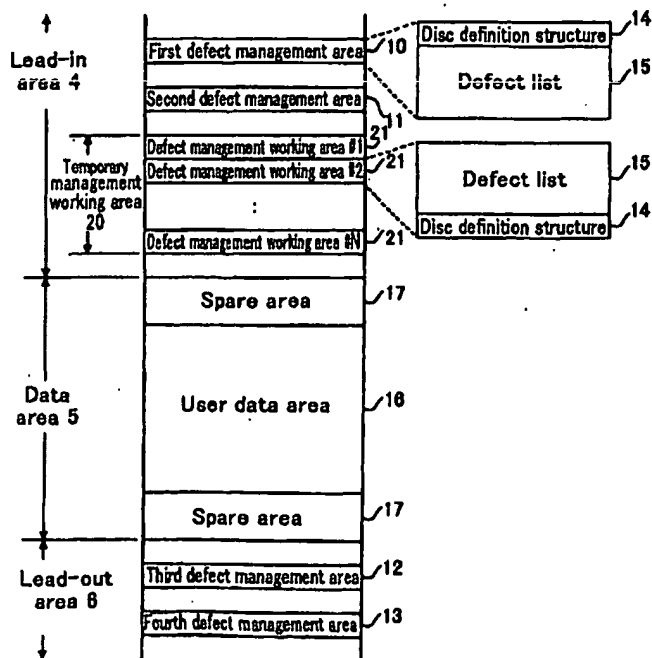 Lead-in area 4
First defect management area
10
Disc definition structure
14
Defect list
15
Second defect management area
11
Temporary management working area 20
Defect management working area #1
21
Defect management working area #2
21
:
Defect management working area #N
21
Defect list
15
Disc definition structure
14
Data area 5
Spare area
17
User data area
16
Spare area
17
Lead-out area 6
Third defect management area
12
Fourth defect management area
13